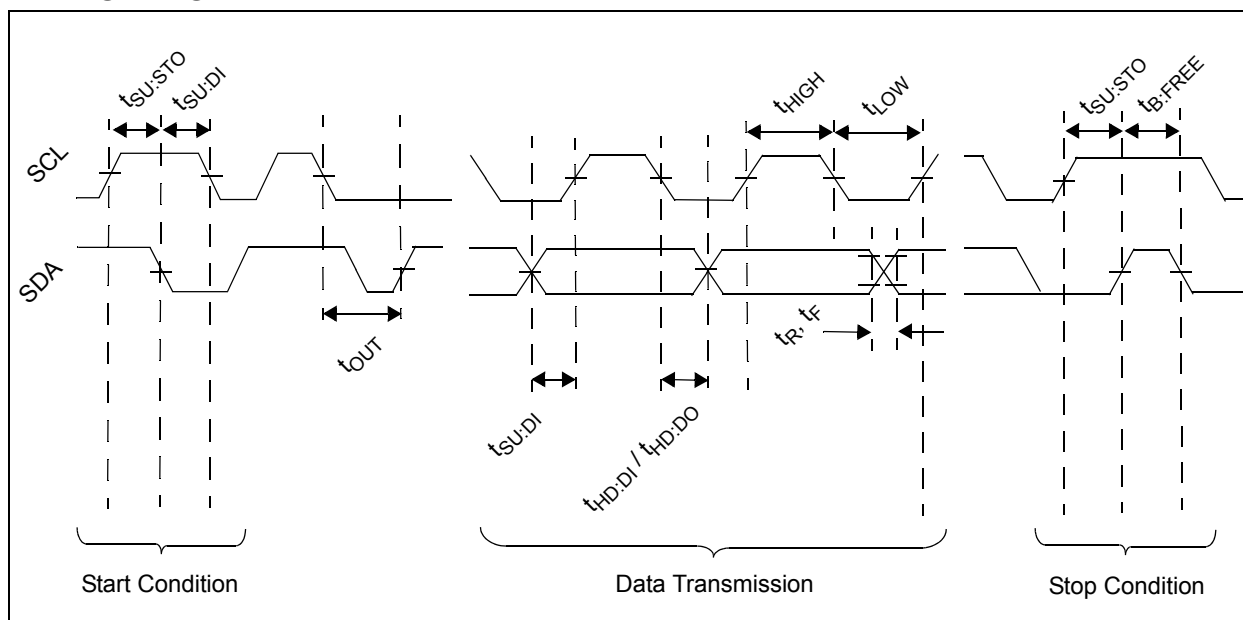 tSU:STO
tSU:DI
tHIGH
tLOW
tSU:STO
tB:FREE
SCL
SDA
tOUT
tR, tF
tSU:DI
tHD:DI / tHD:DO
Start Condition
Data Transmission
Stop Condition